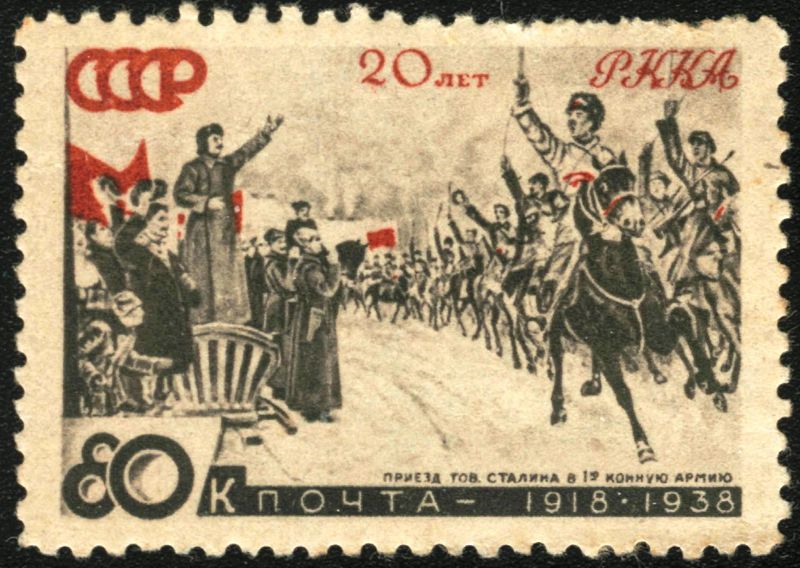 СССР 20 ЛЕТ РККА
ПРИЕЗД ТОВ. СТАЛИНА В 1ю КОННУЮ АРМИЮ
80 К ПОЧТА - 1918 · 1938